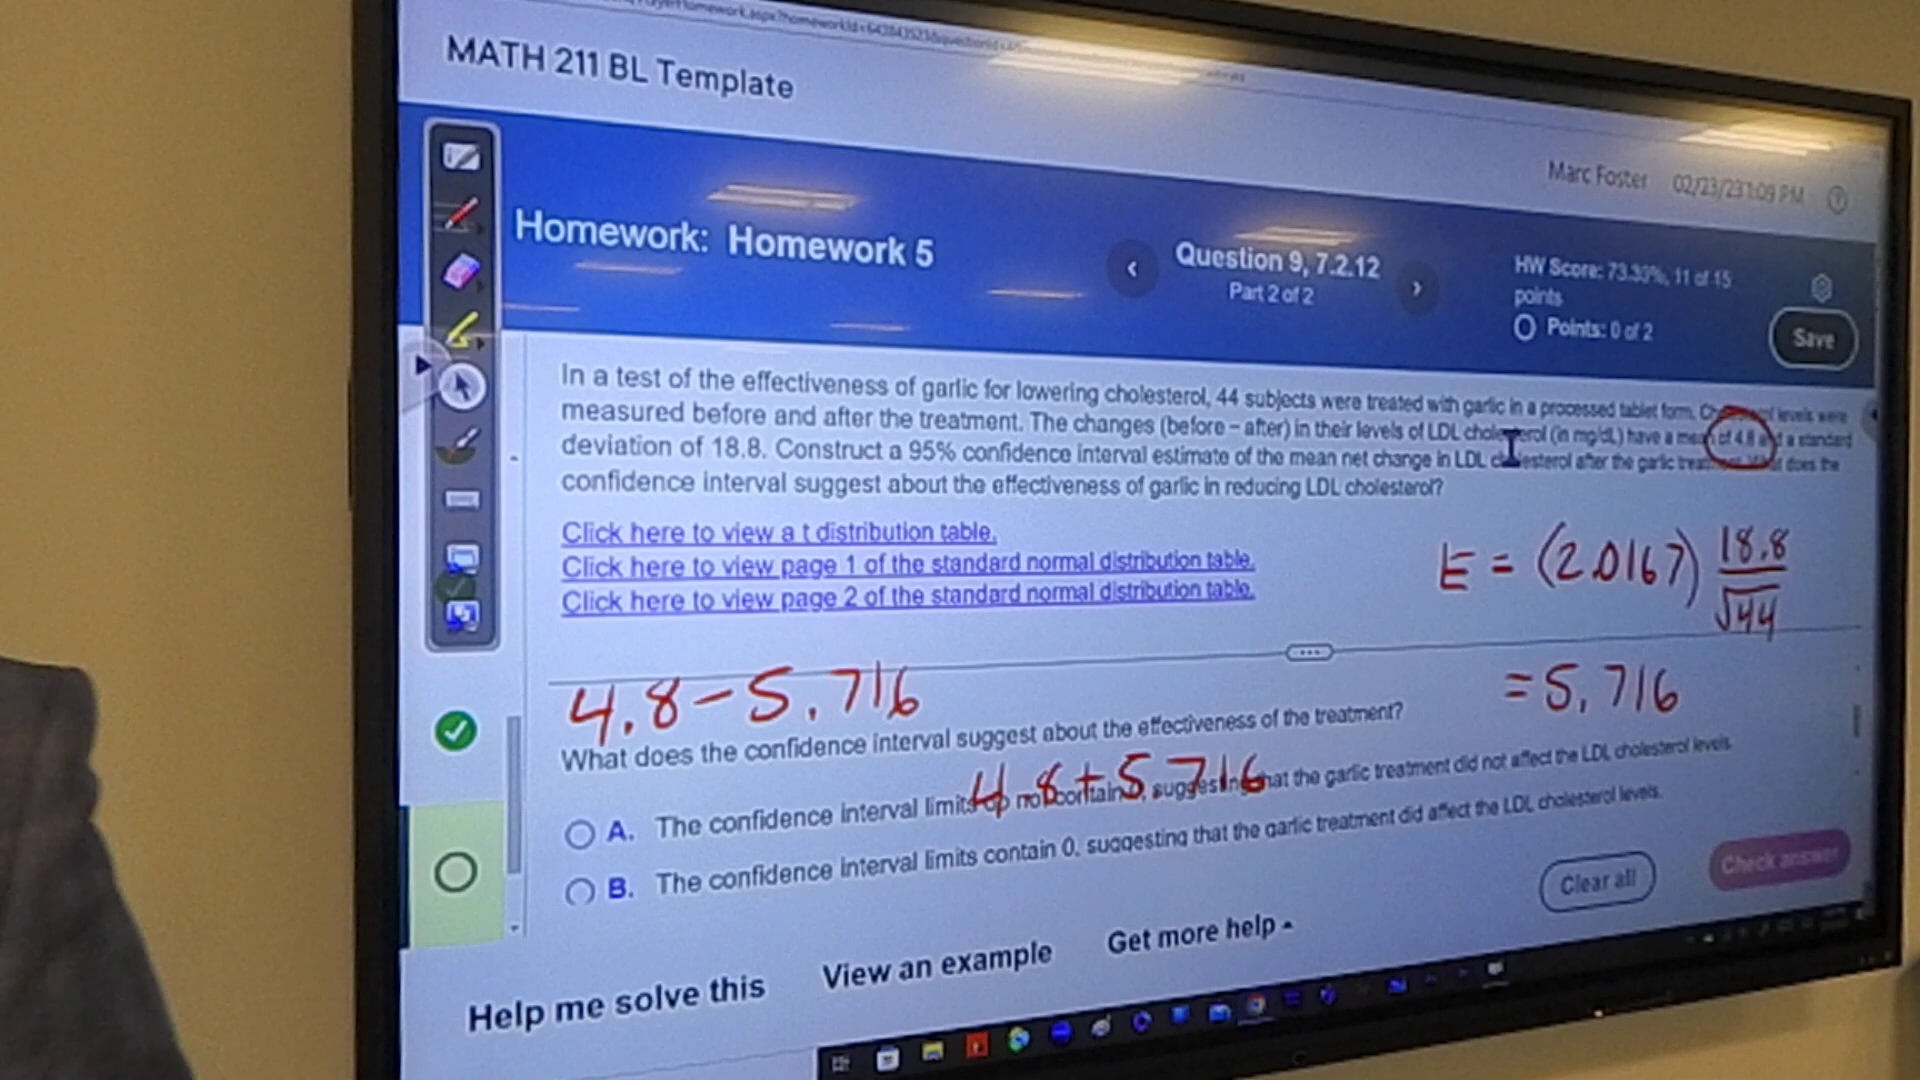 MATH 211 BL Template
Marc Foster 02/23/23 1:09 PM
Homework: Homework 5
Question 9, 7.2.12
Part 2 of 2
HW Score: 73.33%, 11 of 15
points
Points: 0 of 2
Save
In a test of the effectiveness of garlic for lowering cholesterol, 44 subjects were treated with garlic in a processed tablet form. levels were
measured before and after the treatment. The changes (before – after) in their levels of LDL (in mg/dL) have a mean of 4.8 and a standard
deviation of 18.8. Construct a 95% confidence interval estimate of the mean net change in LDL after the garlic does the
confidence interval suggest about the effectiveness of garlic in reducing LDL cholesterol?
Click here to view a t distribution table.
Click here to view page 1 of the standard normal distribution table.
Click here to view page 2 of the standard normal distribution table.
E = (2.0167) 18.8
√44
= 5.716
4.8 – 5.716
What does the confidence interval suggest about the effectiveness of the treatment?
4.8 + 5.716
A. The confidence interval limits that the garlic treatment did not affect the LDL cholesterol levels.
B. The confidence interval limits contain 0, suggesting that the garlic treatment did affect the LDL cholesterol levels.
Clear all
Check answer
Help me solve this
View an example
Get more help